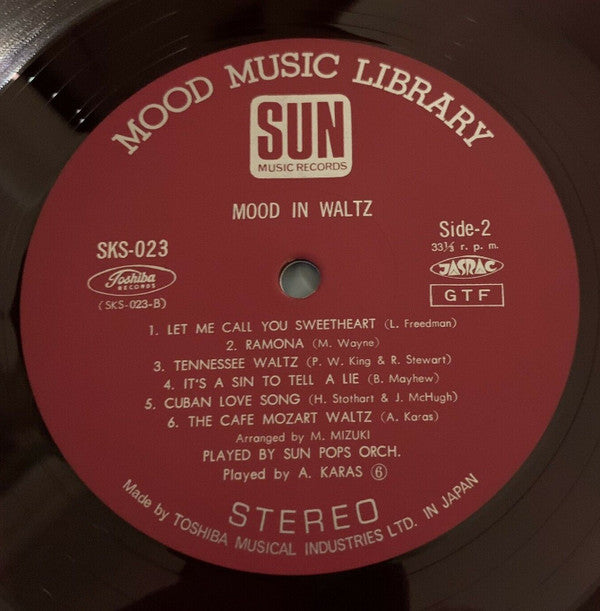 MOOD MUSIC LIBRARY
SUN
MUSIC RECORDS
MOOD IN WALTZ
SKS-023
Toshiba
RECORDS
(SKS-023-B)
Side-2
33⅓ r. p. m.
JASRAC
GTF
1. LET ME CALL YOU SWEETHEART (L. Freedman)
2. RAMONA (M. Wayne)
3. TENNESSEE WALTZ (P. W. King & R. Stewart)
4. IT'S A SIN TO TELL A LIE (B. Mayhew)
5. CUBAN LOVE SONG (H. Stothart & J. McHugh)
6. THE CAFE MOZART WALTZ (A. Karas)
Arranged by M. MIZUKI
PLAYED BY SUN POPS ORCH.
Played by A. KARAS ⑥
STEREO
Made by TOSHIBA MUSICAL INDUSTRIES LTD. IN JAPAN